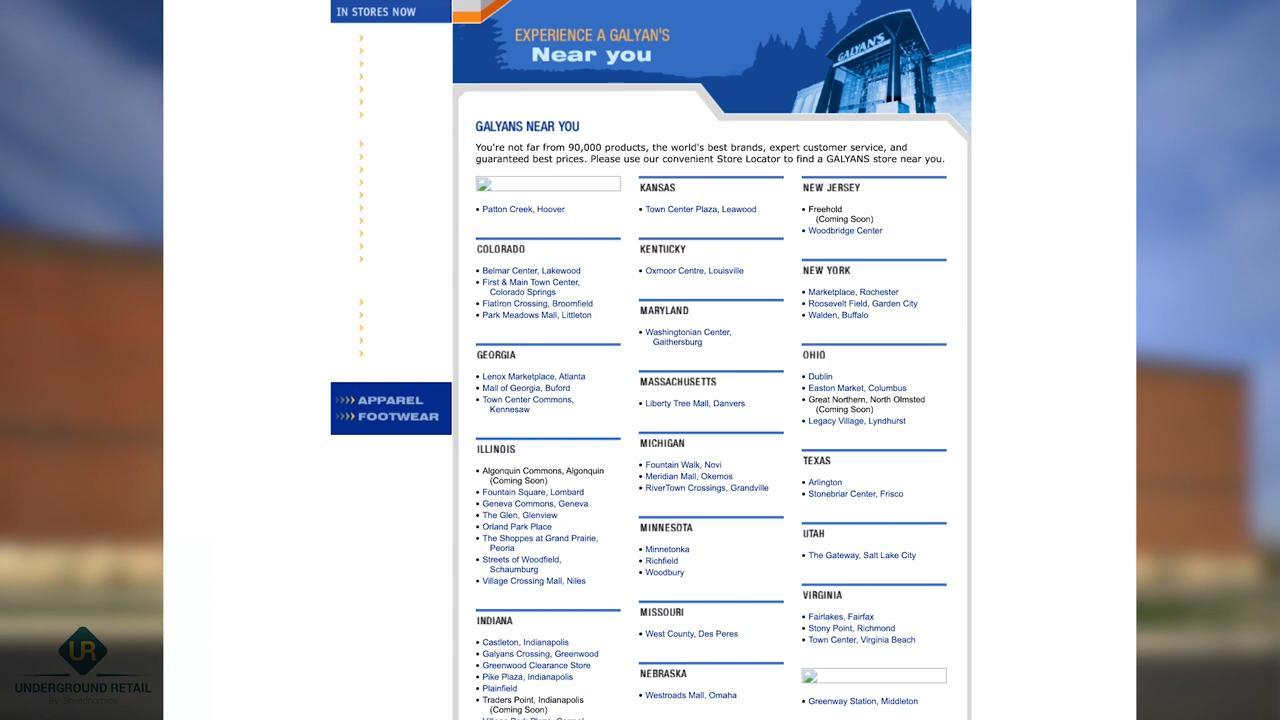 IN STORES NOW
EXPERIENCE A GALYAN'S
Near you
GALYAN'S
GALYANS NEAR YOU
You're not far from 90,000 products, the world's best brands, expert customer service, and
guaranteed best prices. Please use our convenient Store Locator to find a GALYANS store near you.
• Patton Creek, Hoover
COLORADO
• Belmar Center, Lakewood
• First & Main Town Center,
Colorado Springs
• FlatIron Crossing, Broomfield
• Park Meadows Mall, Littleton
GEORGIA
• Lenox Marketplace, Atlanta
• Mall of Georgia, Buford
• Town Center Commons,
Kennesaw
ILLINOIS
• Algonquin Commons, Algonquin
(Coming Soon)
• Fountain Square, Lombard
• Geneva Commons, Geneva
• The Glen, Glenview
• Orland Park Place
• The Shoppes at Grand Prairie,
Peoria
• Streets of Woodfield,
Schaumburg
• Village Crossing Mall, Niles
INDIANA
• Castleton, Indianapolis
• Galyans Crossing, Greenwood
• Greenwood Clearance Store
• Pike Plaza, Indianapolis
• Plainfield
• Traders Point, Indianapolis
(Coming Soon)
KANSAS
• Town Center Plaza, Leawood
KENTUCKY
• Oxmoor Centre, Louisville
MARYLAND
• Washingtonian Center,
Gaithersburg
MASSACHUSETTS
• Liberty Tree Mall, Danvers
MICHIGAN
• Fountain Walk, Novi
• Meridian Mall, Okemos
• RiverTown Crossings, Grandville
MINNESOTA
• Minnetonka
• Richfield
• Woodbury
MISSOURI
• West County, Des Peres
NEBRASKA
• Westroads Mall, Omaha
NEW JERSEY
• Freehold
(Coming Soon)
• Woodbridge Center
NEW YORK
• Marketplace, Rochester
• Roosevelt Field, Garden City
• Walden, Buffalo
OHIO
• Dublin
• Easton Market, Columbus
• Great Northern, North Olmsted
(Coming Soon)
• Legacy Village, Lyndhurst
TEXAS
• Arlington
• Stonebriar Center, Frisco
UTAH
• The Gateway, Salt Lake City
VIRGINIA
• Fairlakes, Fairfax
• Stony Point, Richmond
• Town Center, Virginia Beach
• Greenway Station, Middleton
APPAREL
FOOTWEAR
UR
UNDERGROUND RETAIL